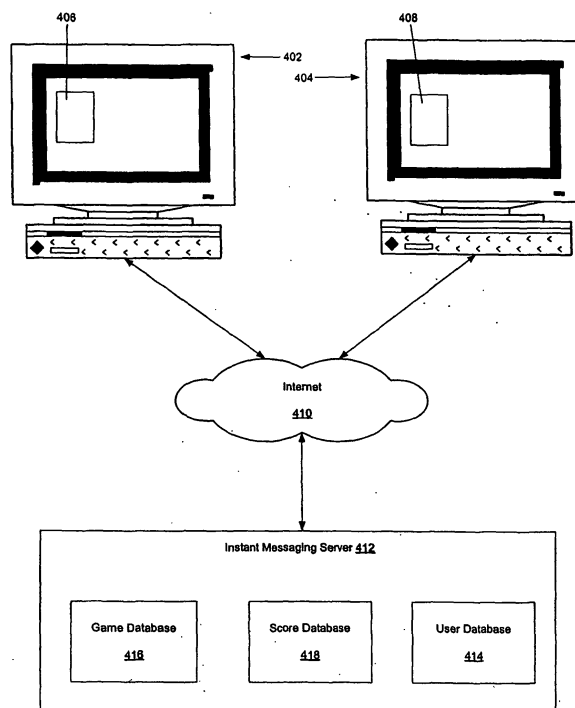 406
402
408
404
Internet
410
Instant Messaging Server 412
Game Database
416
Score Database
418
User Database
414